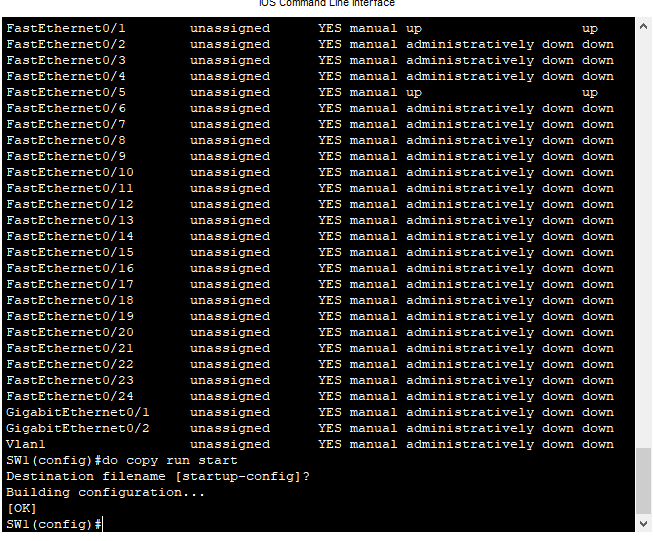 IOS Command Line Interface
FastEthernet0/1 unassigned YES manual up up
FastEthernet0/2 unassigned YES manual administratively down down
FastEthernet0/3 unassigned YES manual administratively down down
FastEthernet0/4 unassigned YES manual administratively down down
FastEthernet0/5 unassigned YES manual up up
FastEthernet0/6 unassigned YES manual administratively down down
FastEthernet0/7 unassigned YES manual administratively down down
FastEthernet0/8 unassigned YES manual administratively down down
FastEthernet0/9 unassigned YES manual administratively down down
FastEthernet0/10 unassigned YES manual administratively down down
FastEthernet0/11 unassigned YES manual administratively down down
FastEthernet0/12 unassigned YES manual administratively down down
FastEthernet0/13 unassigned YES manual administratively down down
FastEthernet0/14 unassigned YES manual administratively down down
FastEthernet0/15 unassigned YES manual administratively down down
FastEthernet0/16 unassigned YES manual administratively down down
FastEthernet0/17 unassigned YES manual administratively down down
FastEthernet0/18 unassigned YES manual administratively down down
FastEthernet0/19 unassigned YES manual administratively down down
FastEthernet0/20 unassigned YES manual administratively down down
FastEthernet0/21 unassigned YES manual administratively down down
FastEthernet0/22 unassigned YES manual administratively down down
FastEthernet0/23 unassigned YES manual administratively down down
FastEthernet0/24 unassigned YES manual administratively down down
GigabitEthernet0/1 unassigned YES manual administratively down down
GigabitEthernet0/2 unassigned YES manual administratively down down
Vlan1 unassigned YES manual administratively down down
SW1(config)#do copy run start
Destination filename [startup-config]?
Building configuration...
[OK]
SW1(config)#